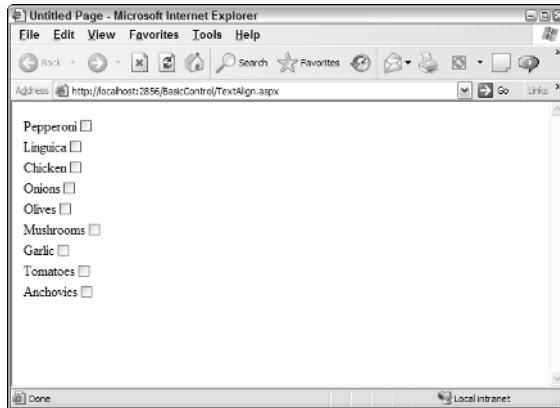 Untitled Page - Microsoft Internet Explorer
File Edit View Favorites Tools Help
Back Search Favorites »
Address http://localhost:2856/BasicControl/TextAlign.aspx Go Links »
Pepperoni
Linguica
Chicken
Onions
Olives
Mushrooms
Garlic
Tomatoes
Anchovies
Done Local intranet